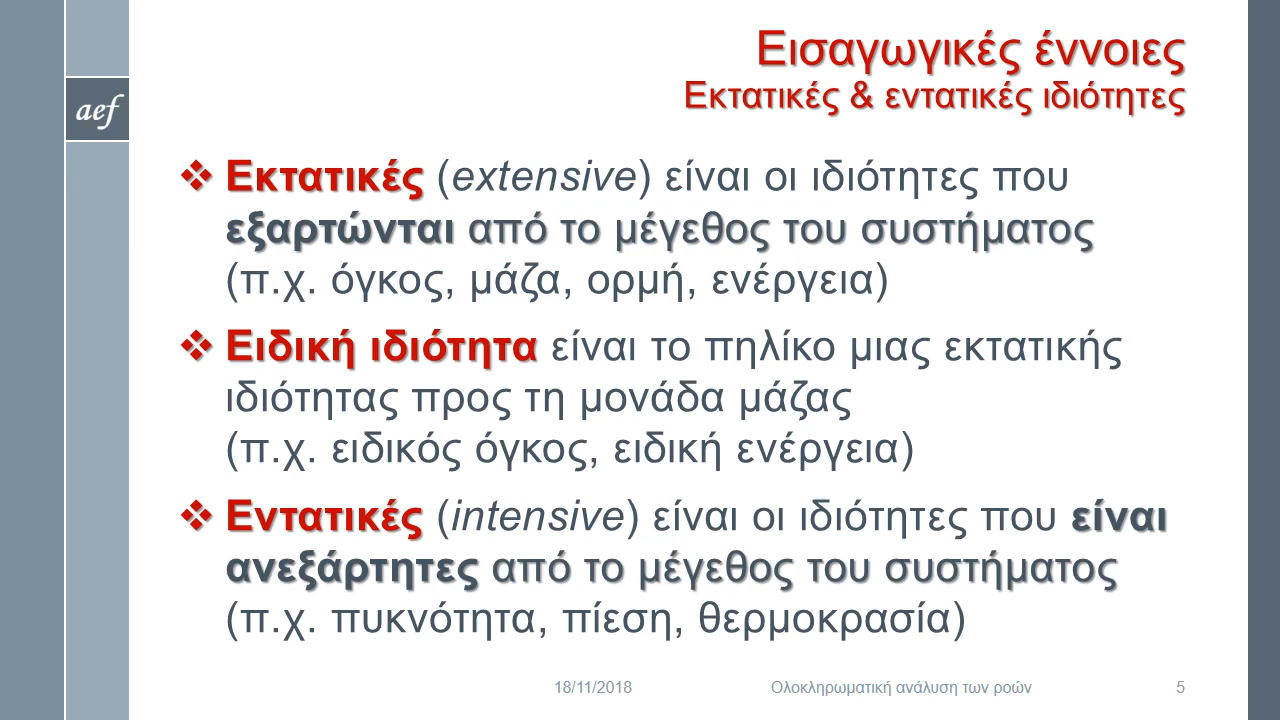 Εισαγωγικές έννοιες
Εκτατικές & εντατικές ιδιότητες
aef
❖ Εκτατικές (extensive) είναι οι ιδιότητες που
εξαρτώνται από το μέγεθος του συστήματος
(π.χ. όγκος, μάζα, ορμή, ενέργεια)
❖ Ειδική ιδιότητα είναι το πηλίκο μιας εκτατικής
ιδιότητας προς τη μονάδα μάζας
(π.χ. ειδικός όγκος, ειδική ενέργεια)
❖ Εντατικές (intensive) είναι οι ιδιότητες που είναι
ανεξάρτητες από το μέγεθος του συστήματος
(π.χ. πυκνότητα, πίεση, θερμοκρασία)
18/11/2018 Ολοκληρωματική ανάλυση των ροών 5